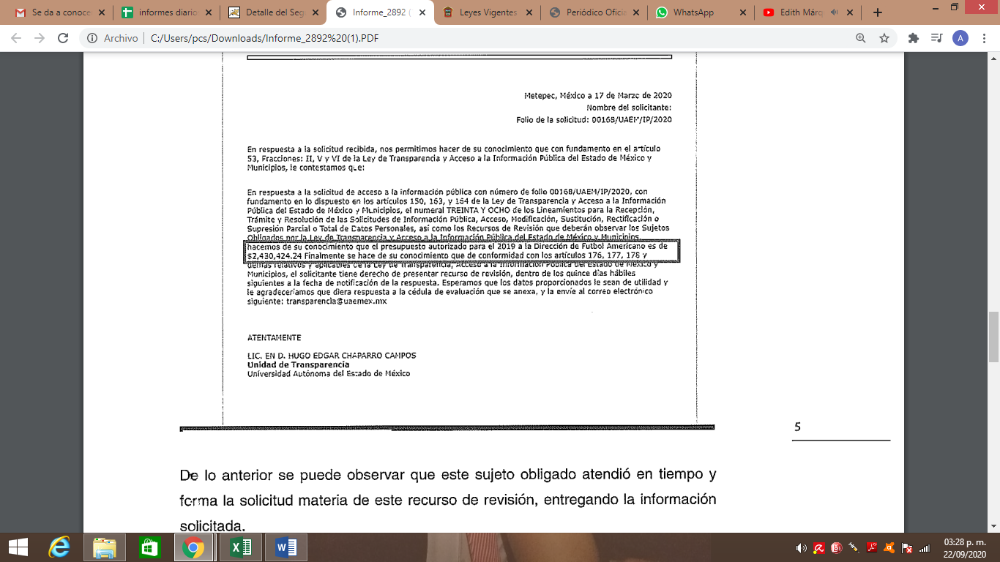 Se da a conoce
informes diario
Detalle del Seg
Informe_2892 (
Leyes Vigentes
Periódico Oficia
WhatsApp
Edith Márq
Archivo
C:/Users/pcs/Downloads/Informe_2892%20(1).PDF
A
Metepec, México a 17 de Marzo de 2020
Nombre del solicitante:
Folio de la solicitud: 00168/UAEM/IP/2020
En respuesta a la solicitud recibida, nos permitimos hacer de su conocimiento que con fundamento en el artículo
53, Fracciones: II, V y VI de la Ley de Transparencia y Acceso a la Información Pública del Estado de México y
Municipios, le contestamos que:
En respuesta a la solicitud de acceso a la información pública con número de folio 00168/UAEM/IP/2020, con
fundamento en lo dispuesto en los artículos 150, 163, y 164 de la Ley de Transparencia y Acceso a la Información
Pública del Estado de México y Municipios, el numeral TREINTA Y OCHO de los Lineamientos para la Recepción,
Trámite y Resolución de las Solicitudes de Información Pública, Acceso, Modificación, Sustitución, Rectificación o
Supresión Parcial o Total de Datos Personales, así como los Recursos de Revisión que deberán observar los Sujetos
Obligados por la Ley de Transparencia y Acceso a la Información Pública del Estado de México y Municipios,
hacemos de su conocimiento que el presupuesto autorizado para el 2019 a la Dirección de Futbol Americano es de
$2,430,424.24 Finalmente se hace de su conocimiento que de conformidad con los artículos 176, 177, 178 y
demás relativos y aplicables de la Ley de Transparencia, Acceso a la Información Pública del Estado de México y
Municipios, el solicitante tiene derecho de presentar recurso de revisión, dentro de los quince días hábiles
siguientes a la fecha de notificación de la respuesta. Esperamos que los datos proporcionados le sean de utilidad y
le agradeceríamos que diera respuesta a la cédula de evaluación que se anexa, y la envíe al correo electrónico
siguiente: transparencia@uaemex.mx
ATENTAMENTE
LIC. EN D. HUGO EDGAR CHAPARRO CAMPOS
Unidad de Transparencia
Universidad Autónoma del Estado de México
5
De lo anterior se puede observar que este sujeto obligado atendió en tiempo y
forma la solicitud materia de este recurso de revisión, entregando la información
solicitada.
03:28 p. m.
22/09/2020